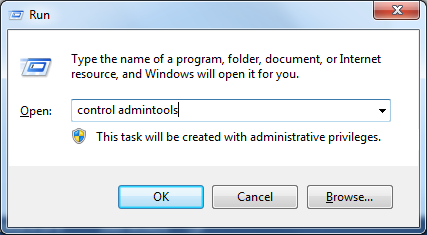 Run
Type the name of a program, folder, document, or Internet
resource, and Windows will open it for you.
Open: control admintools
This task will be created with administrative privileges.
OK Cancel Browse...